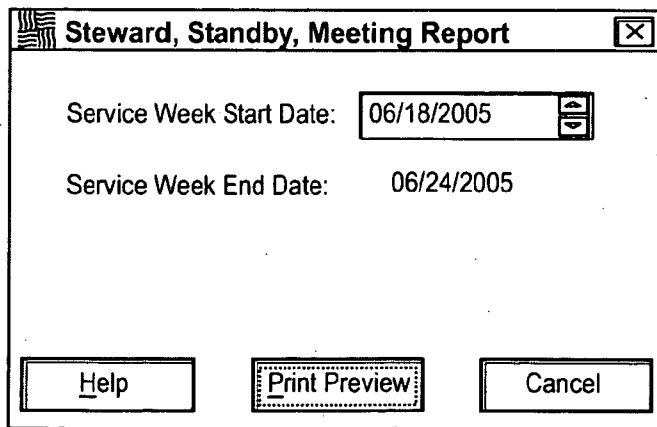 Steward, Standby, Meeting Report
Service Week Start Date: 06/18/2005
Service Week End Date: 06/24/2005
Help Print Preview Cancel